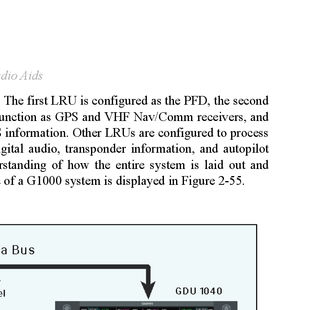 dio Aids
The first LRU is configured as the PFD, the second
unction as GPS and VHF Nav/Comm receivers, and
information. Other LRUs are configured to process
gital audio, transponder information, and autopilot
rstanding of how the entire system is laid out and
of a G1000 system is displayed in Figure 2-55.
a Bus
el
GDU 1040